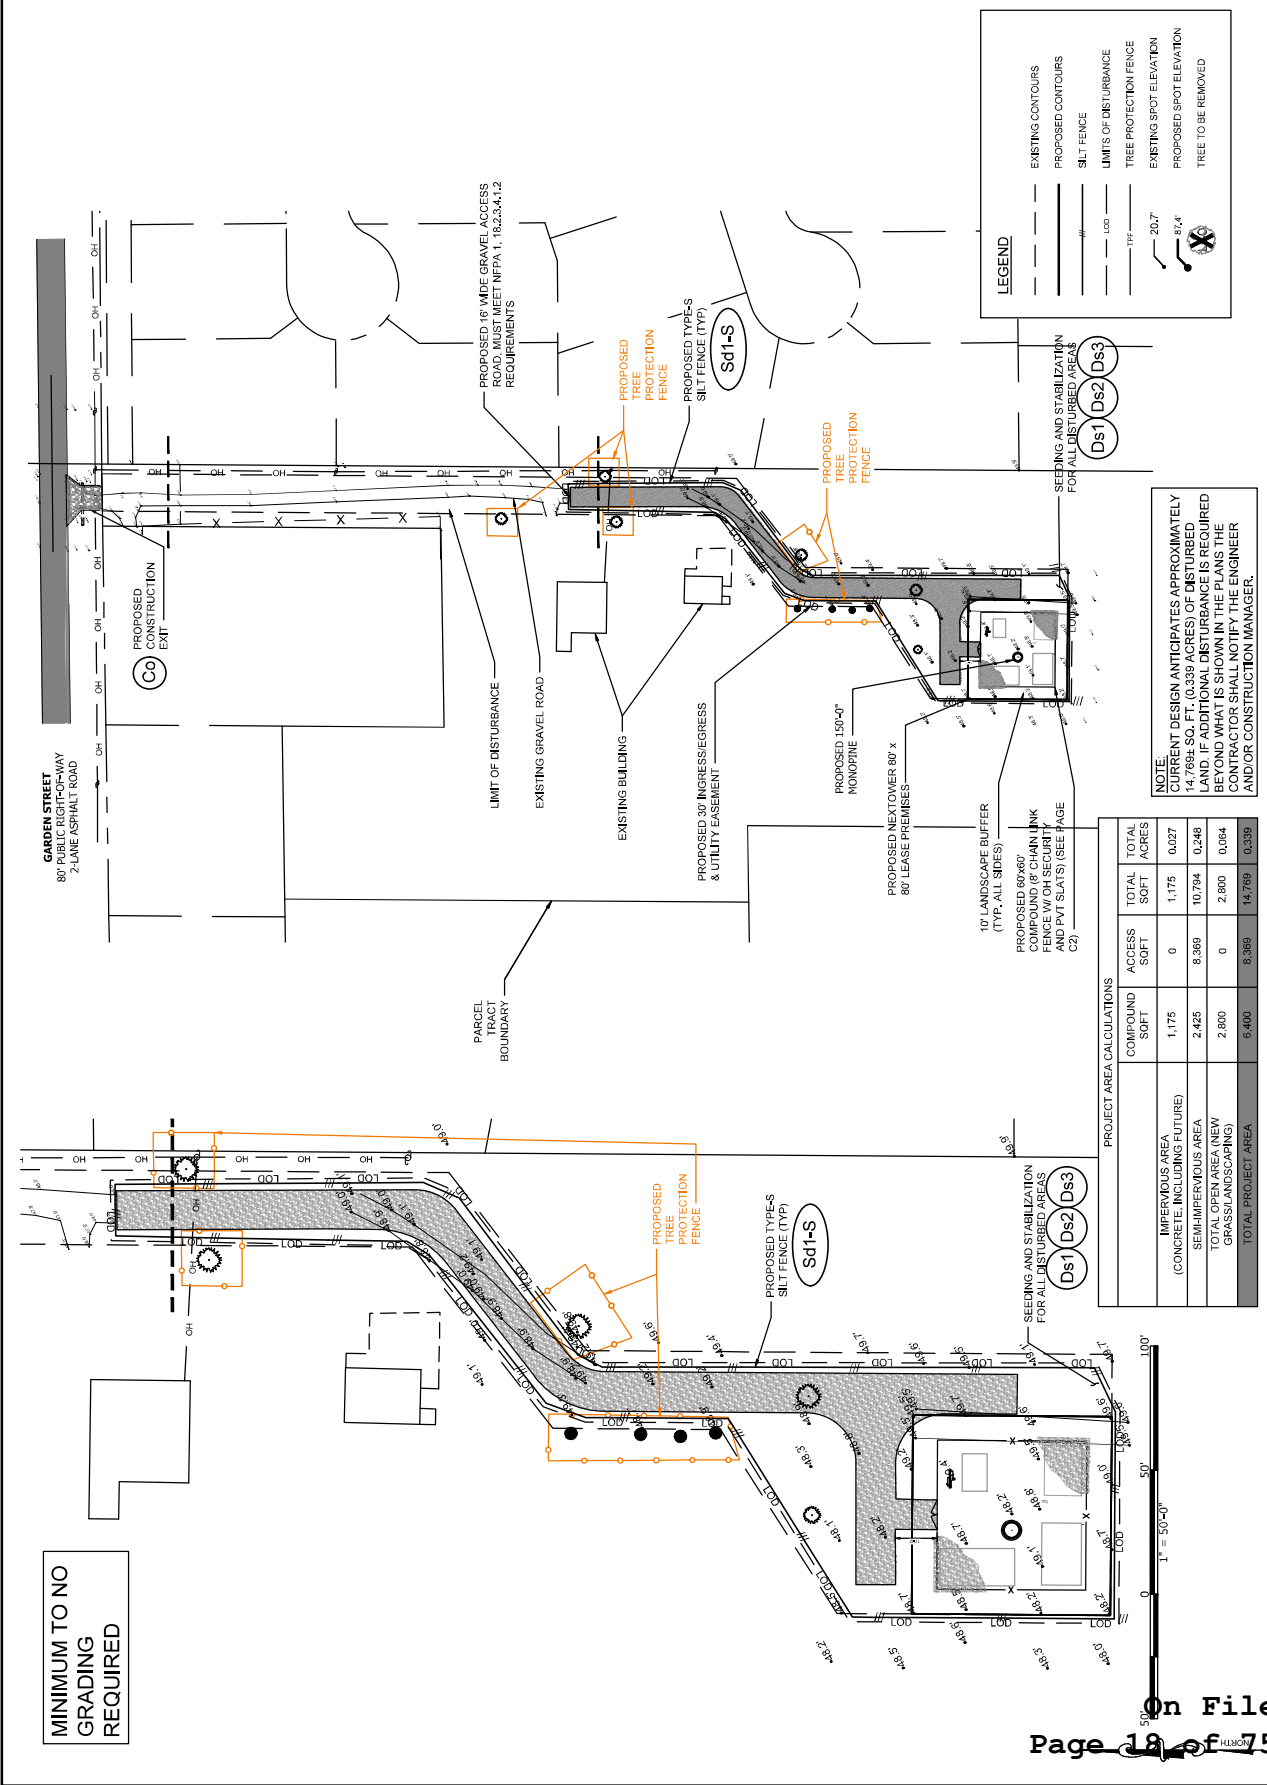 MINIMUM TO NO
GRADING
REQUIRED
GARDEN STREET
80' PUBLIC RIGHT-OF-WAY
2-LANE ASPHALT ROAD
Co
PROPOSED
CONSTRUCTION
EXIT
LIMIT OF DISTURBANCE
EXISTING GRAVEL ROAD
EXISTING BUILDING
PROPOSED 30' INGRESS/EGRESS
& UTILITY EASEMENT
PARCEL
TRACT
BOUNDARY
PROPOSED 16' WIDE GRAVEL ACCESS
ROAD, MUST MEET NFPA 1, 18.2.3.4.1.2
REQUIREMENTS
PROPOSED
TREE
PROTECTION
FENCE
PROPOSED TYPE-S
SILT FENCE (TYP)
Sd1-S
PROPOSED
TREE
PROTECTION
FENCE
SEEDING AND STABILIZATION
FOR ALL DISTURBED AREAS
Ds1 Ds2 Ds3
PROPOSED 150'-0"
MONOPINE
PROPOSED NEXTOWER 80' x
80' LEASE PREMISES
10' LANDSCAPE BUFFER
(TYP. ALL SIDES)
PROPOSED 60'x60'
COMPOUND (8' CHAIN LINK
FENCE W/ OH SECURITY
AND PVT SLATS) (SEE PAGE
C2)
LEGEND
EXISTING CONTOURS
PROPOSED CONTOURS
/// SILT FENCE
LOD LIMITS OF DISTURBANCE
TPF TREE PROTECTION FENCE
20.7' EXISTING SPOT ELEVATION
87.4' PROPOSED SPOT ELEVATION
TREE TO BE REMOVED
NOTE:
CURRENT DESIGN ANTICIPATES APPROXIMATELY
14,769± SQ. FT. (0.339 ACRES) OF DISTURBED
LAND. IF ADDITIONAL DISTURBANCE IS REQUIRED
BEYOND WHAT IS SHOWN IN THE PLANS THE
CONTRACTOR SHALL NOTIFY THE ENGINEER
AND/OR CONSTRUCTION MANAGER.
PROJECT AREA CALCULATIONS
COMPOUND SQFT ACCESS SQFT TOTAL SQFT TOTAL ACRES
IMPERVIOUS AREA (CONCRETE, INCLUDING FUTURE) 1,175 0 1,175 0.027
SEMI-IMPERVIOUS AREA 2,425 8,369 10,794 0.248
TOTAL OPEN AREA (NEW GRASS/LANDSCAPING) 2,800 0 2,800 0.064
TOTAL PROJECT AREA 6,400 8,369 14,769 0.339
PROPOSED
TREE
PROTECTION
FENCE
PROPOSED TYPE-S
SILT FENCE (TYP)
Sd1-S
SEEDING AND STABILIZATION
FOR ALL DISTURBED AREAS
Ds1 Ds2 Ds3
50' 0 50' 100'
1" = 50'-0"
NORTH
On File
Page 18 of 75